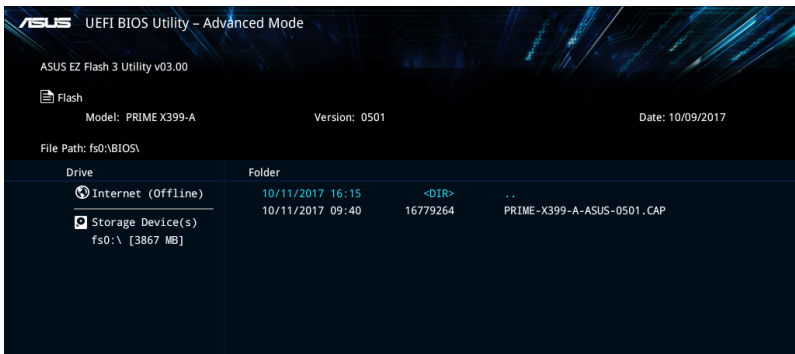 ASUS UEFI BIOS Utility – Advanced Mode
ASUS EZ Flash 3 Utility v03.00
Flash
Model: PRIME X399-A Version: 0501 Date: 10/09/2017
File Path: fs0:\BIOS\
Drive Folder
Internet (Offline) 10/11/2017 16:15 <DIR> ..
10/11/2017 09:40 16779264 PRIME-X399-A-ASUS-0501.CAP
Storage Device(s)
fs0:\ [3867 MB]